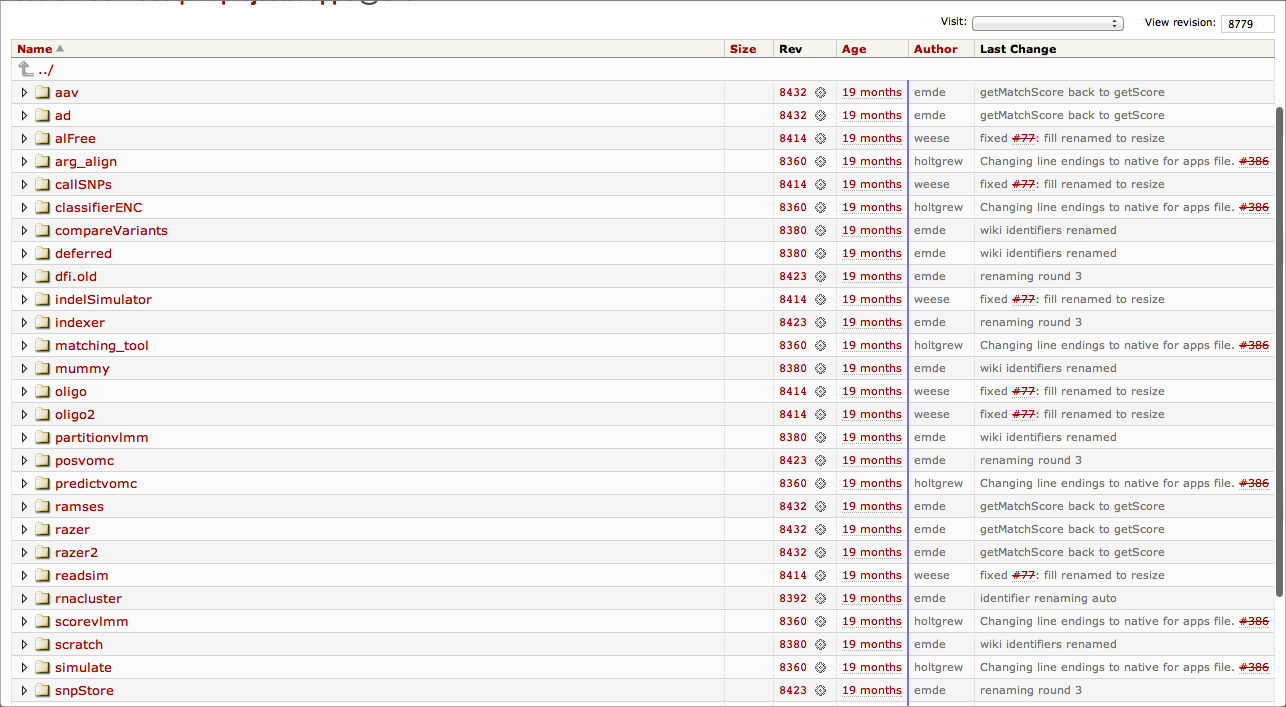 Visit: View revision: 8779
Name Size Rev Age Author Last Change
../
aav 8432 19 months emde getMatchScore back to getScore
ad 8432 19 months emde getMatchScore back to getScore
alFree 8414 19 months weese fixed #77: fill renamed to resize
arg_align 8360 19 months holtgrew Changing line endings to native for apps file. #386
callSNPs 8414 19 months weese fixed #77: fill renamed to resize
classifierENC 8360 19 months holtgrew Changing line endings to native for apps file. #386
compareVariants 8380 19 months emde wiki identifiers renamed
deferred 8380 19 months emde wiki identifiers renamed
dfi.old 8423 19 months emde renaming round 3
indelSimulator 8414 19 months weese fixed #77: fill renamed to resize
indexer 8423 19 months emde renaming round 3
matching_tool 8360 19 months holtgrew Changing line endings to native for apps file. #386
mummy 8380 19 months emde wiki identifiers renamed
oligo 8414 19 months weese fixed #77: fill renamed to resize
oligo2 8414 19 months weese fixed #77: fill renamed to resize
partitionvlmm 8380 19 months emde wiki identifiers renamed
posvomc 8423 19 months emde renaming round 3
predictvomc 8360 19 months holtgrew Changing line endings to native for apps file. #386
ramses 8432 19 months emde getMatchScore back to getScore
razer 8432 19 months emde getMatchScore back to getScore
razer2 8432 19 months emde getMatchScore back to getScore
readsim 8414 19 months weese fixed #77: fill renamed to resize
rnacluster 8392 19 months emde identifier renaming auto
scorevlmm 8360 19 months holtgrew Changing line endings to native for apps file. #386
scratch 8380 19 months emde wiki identifiers renamed
simulate 8360 19 months holtgrew Changing line endings to native for apps file. #386
snpStore 8423 19 months emde renaming round 3